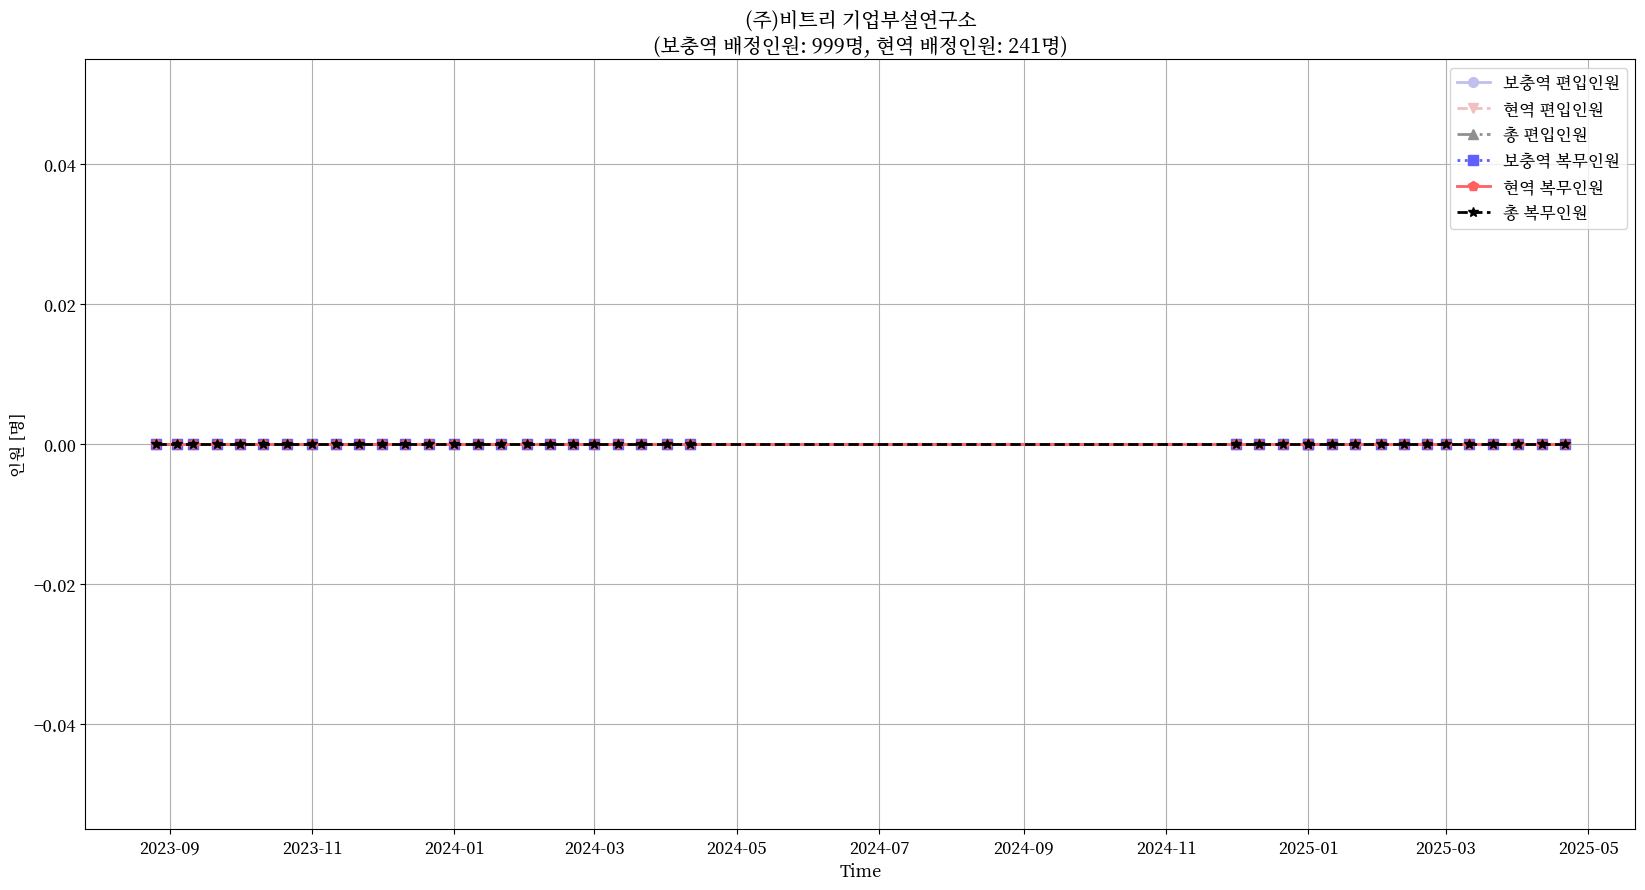 (주)비트리 기업부설연구소
(보충역 배정인원: 999명, 현역 배정인원: 241명)
보충역 편입인원
현역 편입인원
총 편입인원
보충역 복무인원
현역 복무인원
총 복무인원
0.04
0.02
0.00
−0.02
−0.04
인원 [명]
2023-09 2023-11 2024-01 2024-03 2024-05 2024-07 2024-09 2024-11 2025-01 2025-03 2025-05
Time